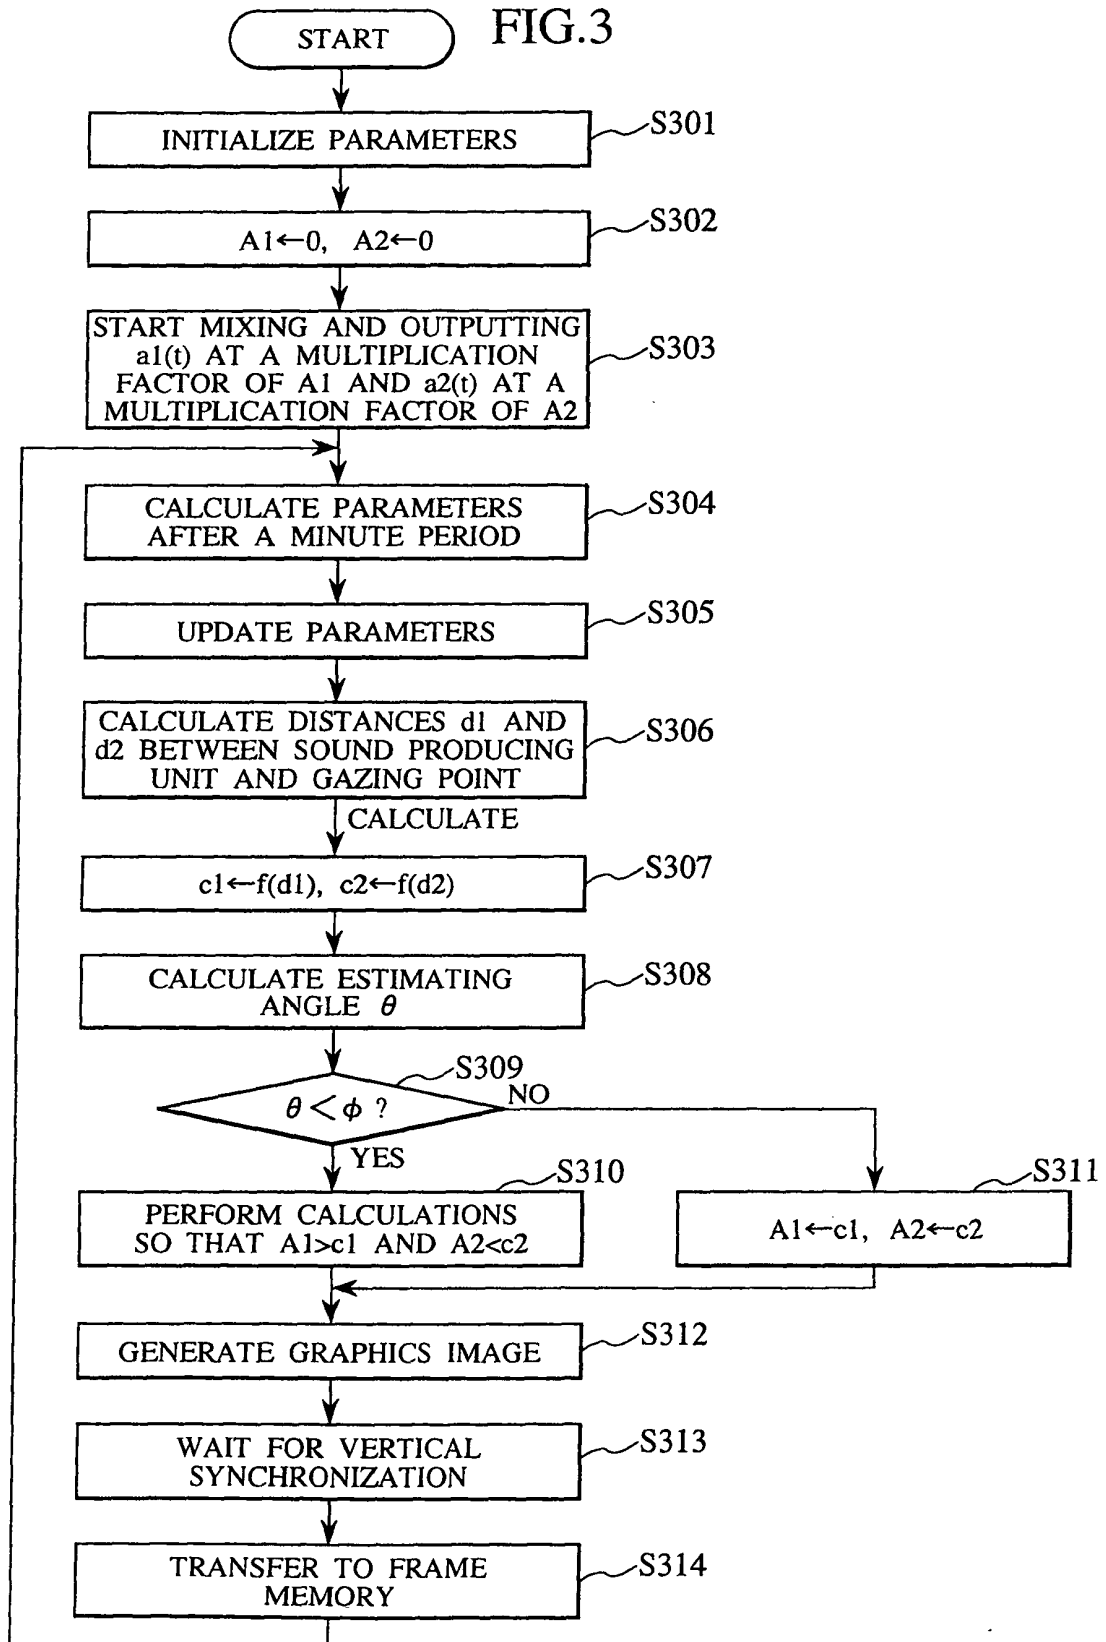 FIG.3
START
INITIALIZE PARAMETERS
S301
A1←0, A2←0
S302
START MIXING AND OUTPUTTING
a1(t) AT A MULTIPLICATION
FACTOR OF A1 AND a2(t) AT A
MULTIPLICATION FACTOR OF A2
S303
CALCULATE PARAMETERS
AFTER A MINUTE PERIOD
S304
UPDATE PARAMETERS
S305
CALCULATE DISTANCES d1 AND
d2 BETWEEN SOUND PRODUCING
UNIT AND GAZING POINT
S306
CALCULATE
c1←f(d1), c2←f(d2)
S307
CALCULATE ESTIMATING
ANGLE θ
S308
θ<φ ?
S309
NO
YES
PERFORM CALCULATIONS
SO THAT A1>c1 AND A2<c2
S310
A1←c1, A2←c2
S311
GENERATE GRAPHICS IMAGE
S312
WAIT FOR VERTICAL
SYNCHRONIZATION
S313
TRANSFER TO FRAME
MEMORY
S314